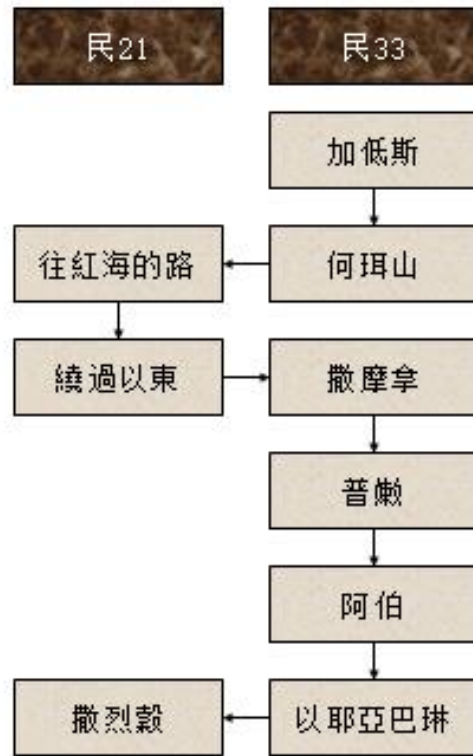 民21
民33
加低斯
往紅海的路
何珥山
繞過以東
撒摩拿
普嫩
阿伯
撒烈穀
以耶亞巴琳